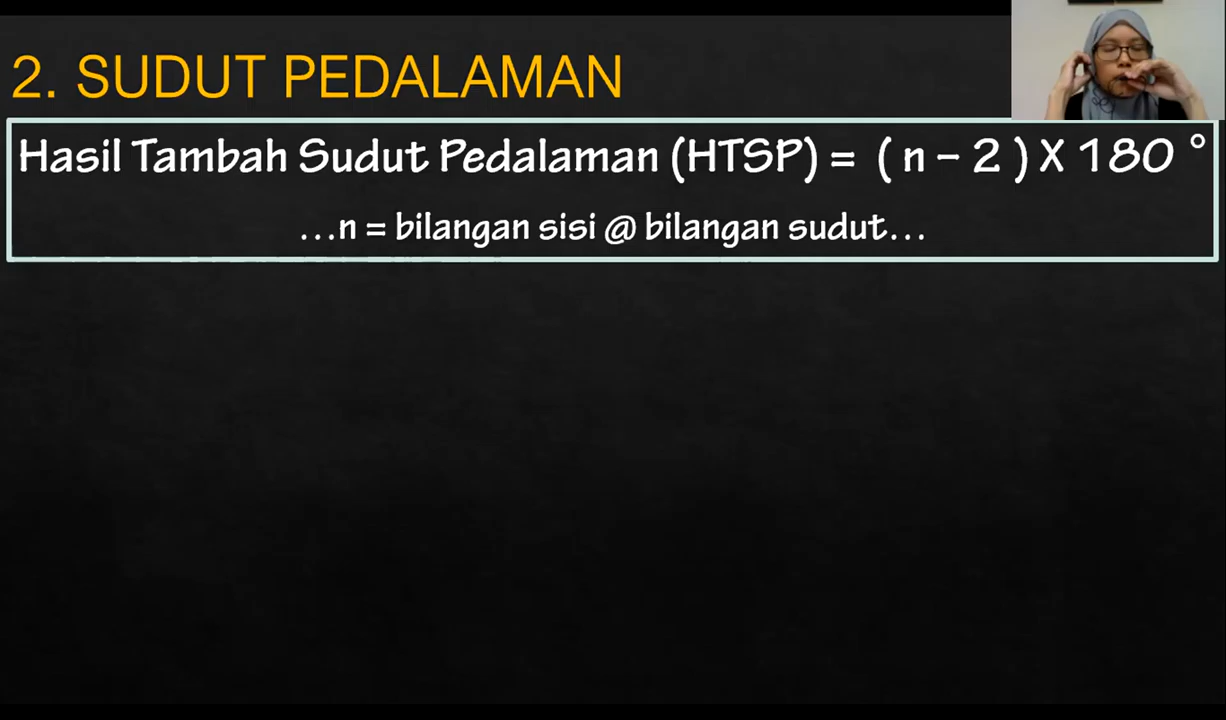 2. SUDUT PEDALAMAN
Hasil Tambah Sudut Pedalaman (HTSP) = ( n – 2 ) X 180 °
...n = bilangan sisi @ bilangan sudut...